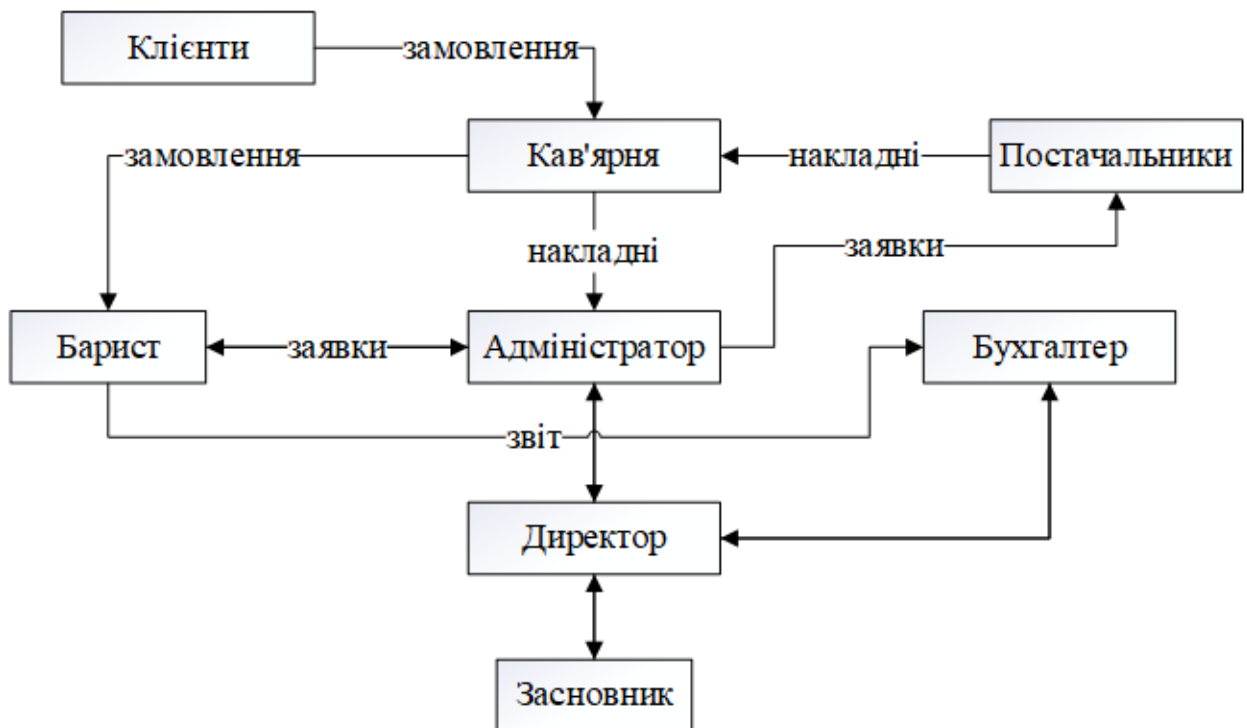 Клієнти
замовлення
замовлення
Кав'ярня
накладні
Постачальники
накладні
заявки
Барист
заявки
Адміністратор
Бухгалтер
звіт
Директор
Засновник